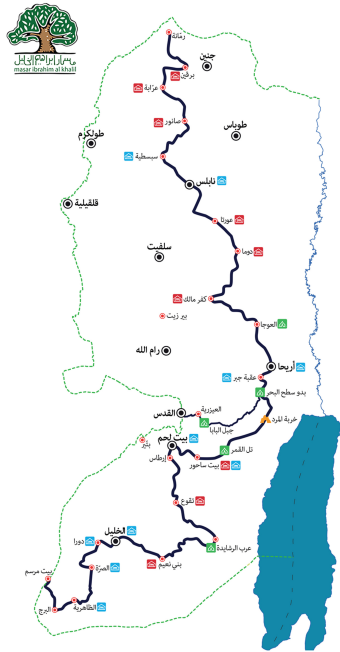 مسار إبراهيم الخليل
masar ibrahim al khalil
رمانة
جنين
برقين
عرّابة
صانور
طوباس
طولكرم
سبسطية
نابلس
قلقيلية
عورتا
سلفيت
دوما
كفر مالك
بير زيت
العوجا
رام الله
أريحا
عقبة جبر
بدو سطح البحر
العيزرية
القدس
جبل البابا
خربة المرد
بيت لحم
بتير
تل القمر
إرطاس
بيت ساحور
تقوع
الخليل
دورا
عرب الرشايدة
بني نعيم
الصرّة
بيت مرسم
الظاهرية
البرج